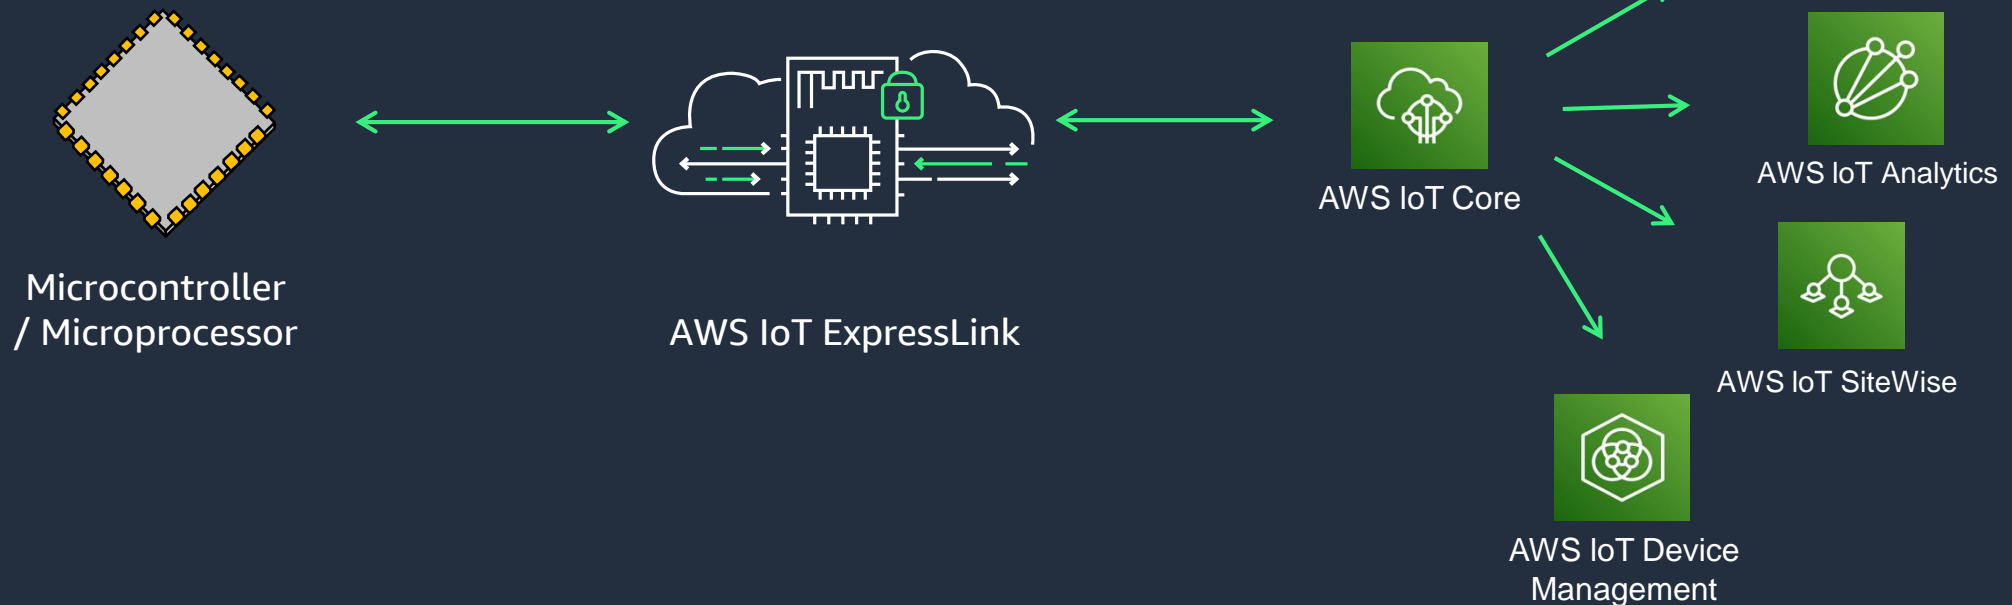 Microcontroller
/ Microprocessor
AWS IoT ExpressLink
AWS IoT Core
AWS IoT Analytics
AWS IoT SiteWise
AWS IoT Device
Management